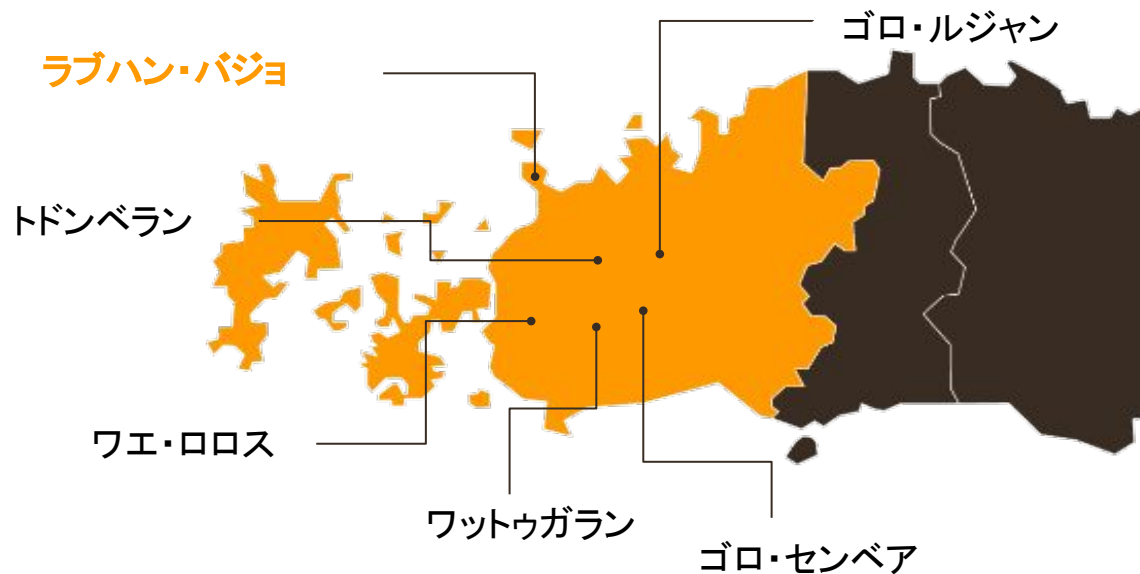 ゴロ・ルジャン
ラブハン・バジョ
トドンベラン
ワエ・ロロス
ワットゥガラン
ゴロ・センベア